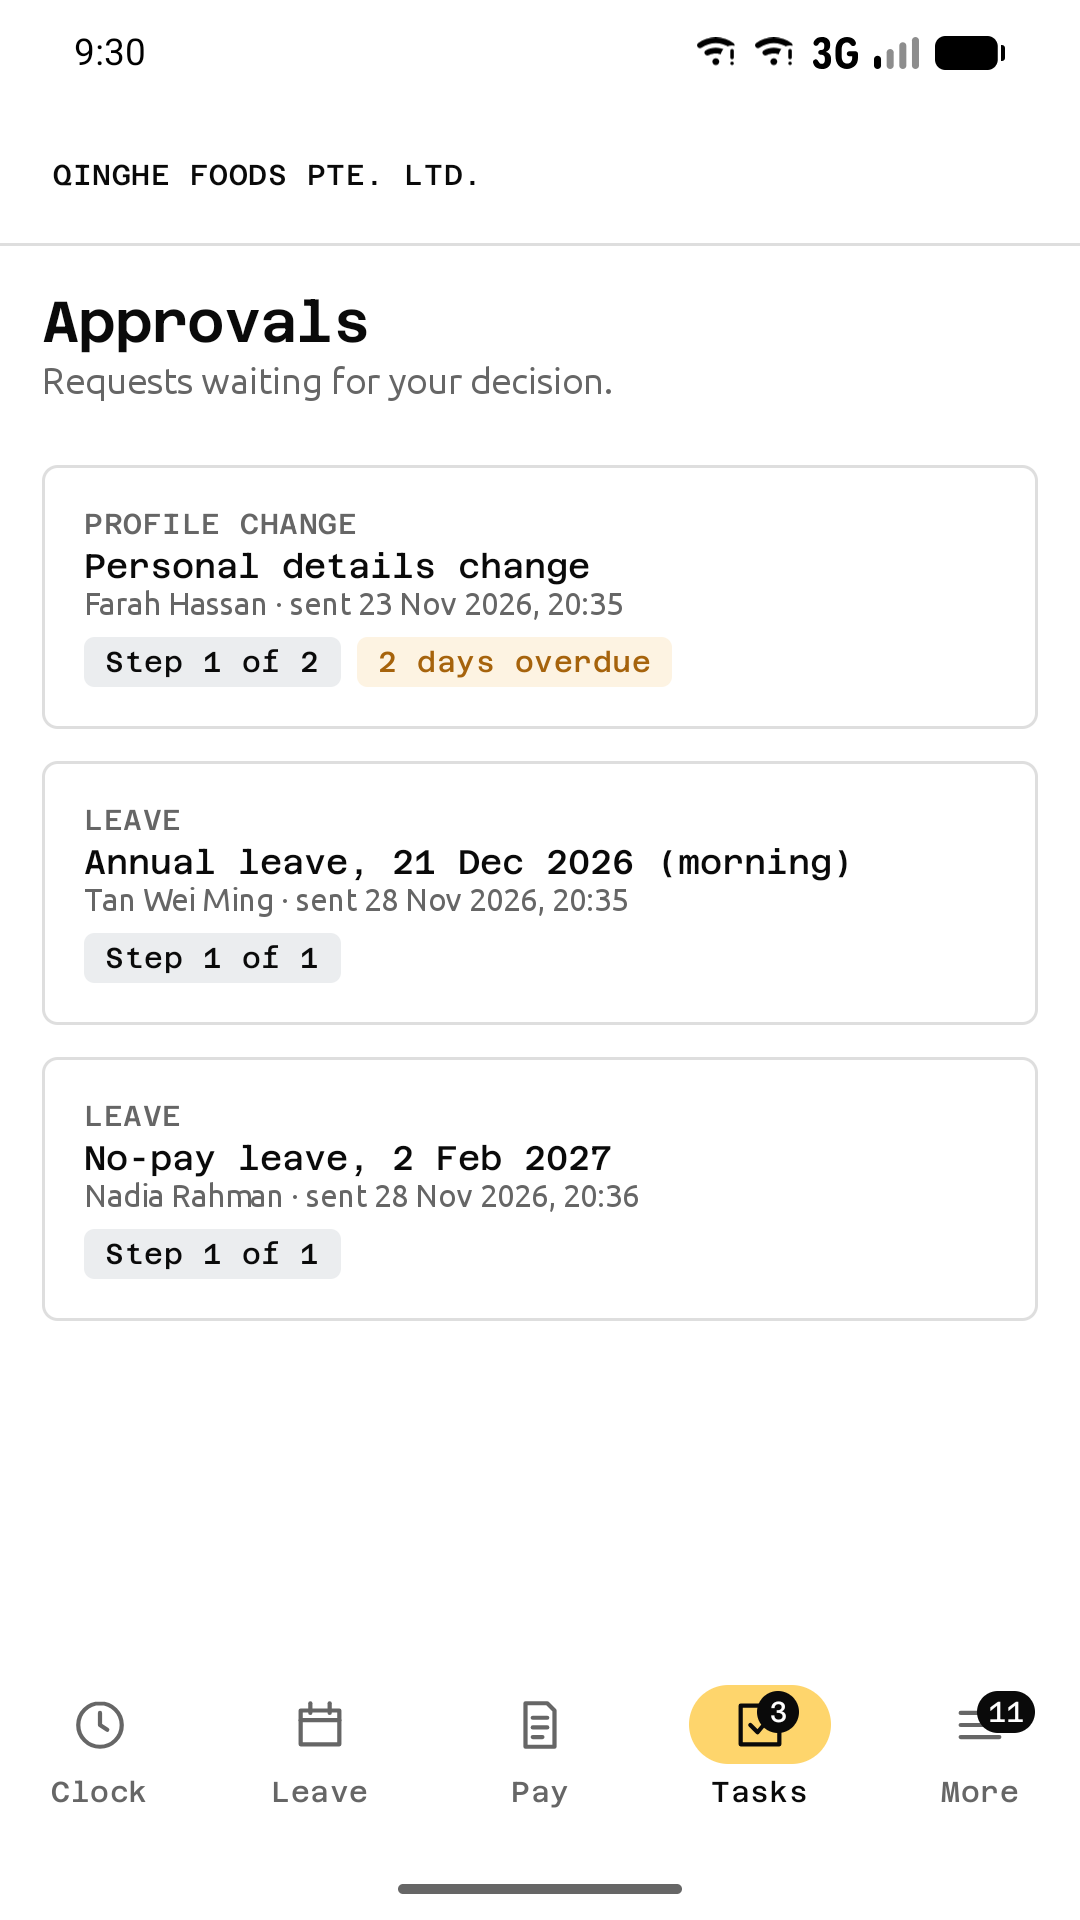 9:30
3G
QINGHE FOODS PTE. LTD.
Approvals
Requests waiting for your decision.
PROFILE CHANGE
Personal details change
Farah Hassan · sent 23 Nov 2026, 20:35
Step 1 of 2
2 days overdue
LEAVE
Annual leave, 21 Dec 2026 (morning)
Tan Wei Ming · sent 28 Nov 2026, 20:35
Step 1 of 1
LEAVE
No-pay leave, 2 Feb 2027
Nadia Rahman · sent 28 Nov 2026, 20:36
Step 1 of 1
3
11
Clock
Leave
Pay
Tasks
More